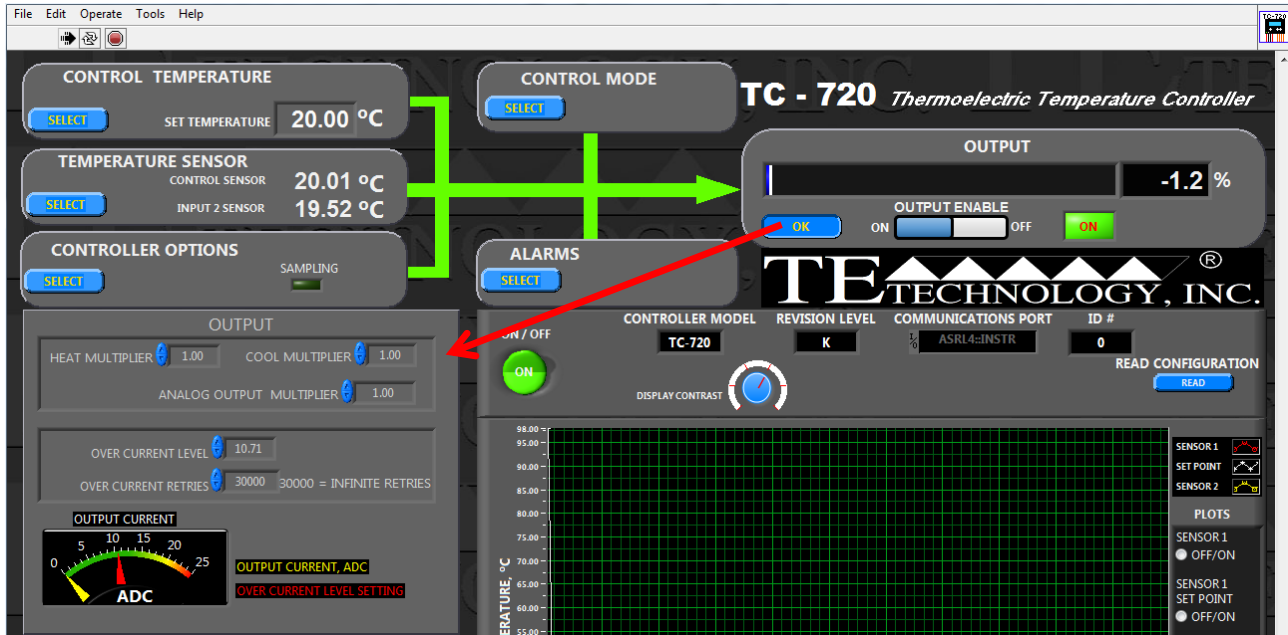 File Edit Operate Tools Help
TC-720
CONTROL TEMPERATURE
SELECT
SET TEMPERATURE 20.00 °C
CONTROL MODE
SELECT
TC - 720 Thermoelectric Temperature Controller
TEMPERATURE SENSOR
CONTROL SENSOR 20.01 °C
SELECT
INPUT 2 SENSOR 19.52 °C
OUTPUT
-1.2 %
OUTPUT ENABLE
OK ON OFF ON
CONTROLLER OPTIONS
SELECT
SAMPLING
ALARMS
SELECT
TE TECHNOLOGY, INC. ®
OUTPUT
HEAT MULTIPLIER 1.00 COOL MULTIPLIER 1.00
ANALOG OUTPUT MULTIPLIER 1.00
OVER CURRENT LEVEL 10.71
OVER CURRENT RETRIES 30000 30000 = INFINITE RETRIES
OUTPUT CURRENT
0 5 10 15 20 25
ADC
OUTPUT CURRENT, ADC
OVER CURRENT LEVEL SETTING
ON / OFF
ON
CONTROLLER MODEL REVISION LEVEL COMMUNICATIONS PORT ID #
TC-720 K ASRL4::INSTR 0
READ CONFIGURATION
READ
DISPLAY CONTRAST
98.00
95.00
90.00
85.00
80.00
75.00
70.00
65.00
60.00
55.00
SENSOR 1
SET POINT
SENSOR 2
PLOTS
SENSOR 1
OFF/ON
SENSOR 1
SET POINT
OFF/ON